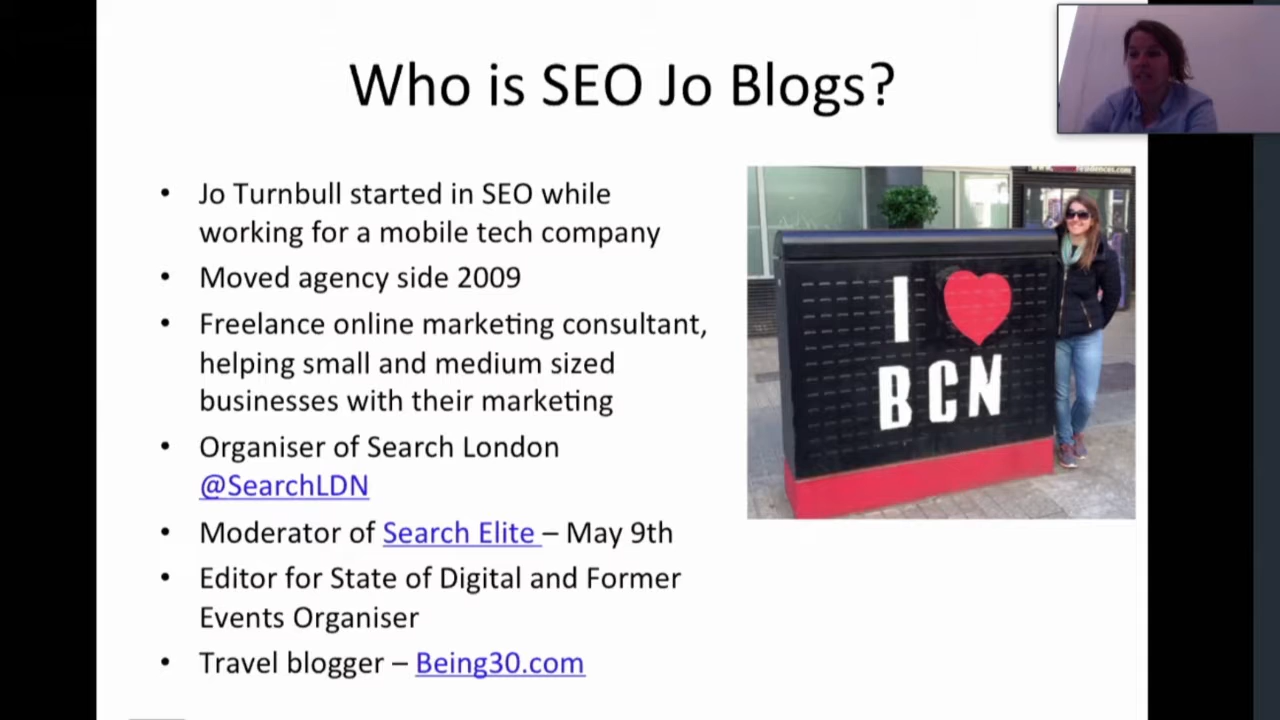 Who is SEO Jo Blogs?
• Jo Turnbull started in SEO while
working for a mobile tech company
• Moved agency side 2009
• Freelance online marketing consultant,
helping small and medium sized
businesses with their marketing
• Organiser of Search London
@SearchLDN
• Moderator of Search Elite – May 9th
• Editor for State of Digital and Former
Events Organiser
• Travel blogger – Being30.com
I ♥
BCN